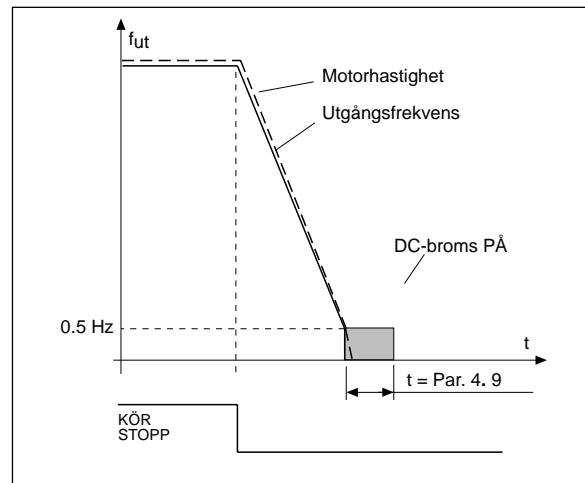 fut
Motorhastighet
Utgångsfrekvens
DC-broms PÅ
0.5 Hz
t
t = Par. 4. 9
KÖR
STOPP